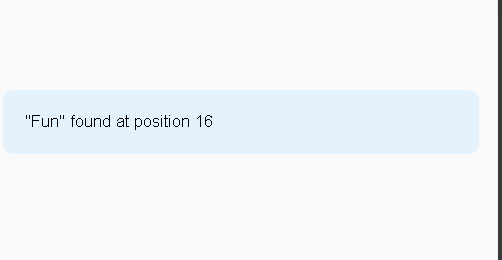 "Fun" found at position 16